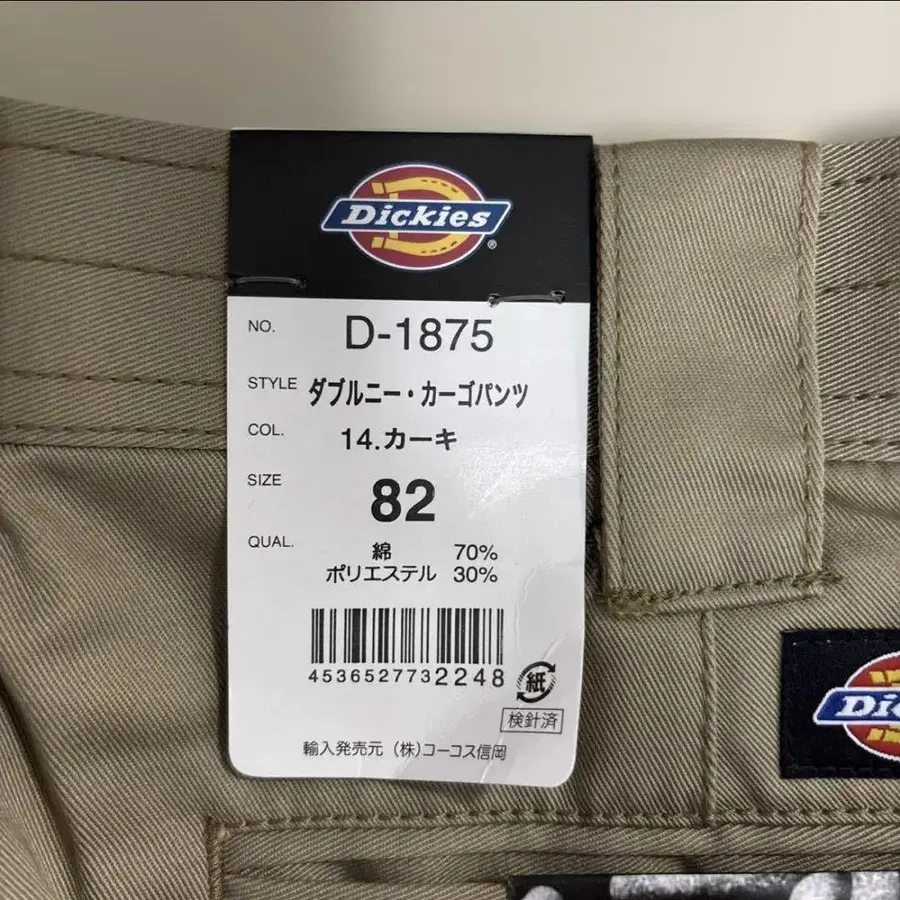 Dickies®
NO. D-1875
STYLE ダブルニー・カーゴパンツ
COL. 14.カーキ
SIZE 82
QUAL. 綿 70%
ポリエステル 30%
4536527732248
紙
検針済
輸入発売元 (株)コーコス信岡
Dic